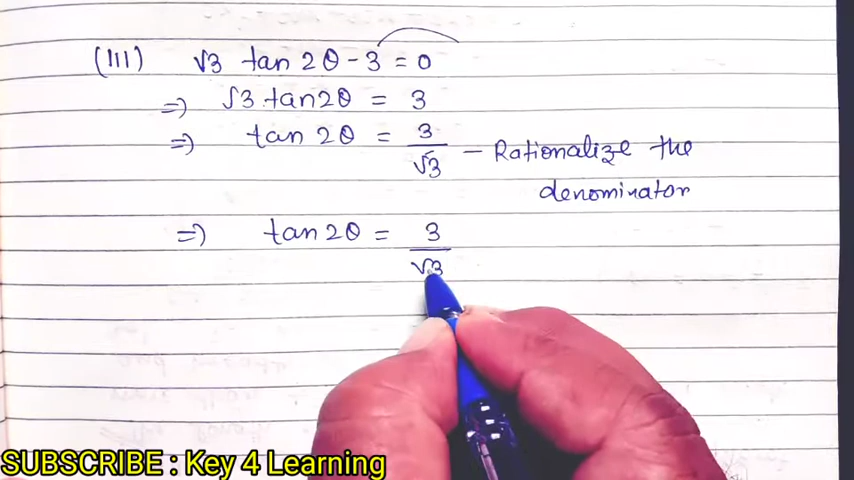 (III) √3 tan 2θ - 3 = 0
=) √3 . tan2θ = 3
=) tan 2θ = 3/√3 - Rationalize the
denominator
=) tan 2θ = 3/√3
SUBSCRIBE : Key 4 Learning